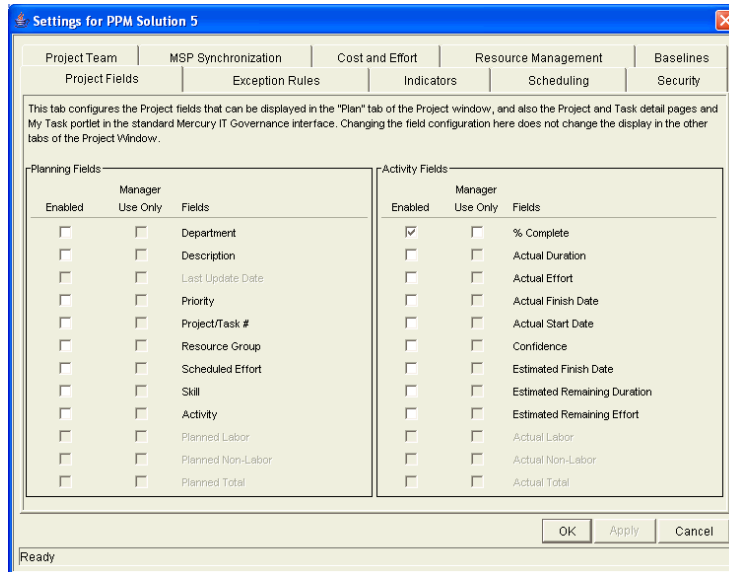 Settings for PPM Solution 5
Project Team MSP Synchronization Cost and Effort Resource Management Baselines
Project Fields Exception Rules Indicators Scheduling Security
This tab configures the Project fields that can be displayed in the "Plan" tab of the Project window, and also the Project and Task detail pages and
My Task portlet in the standard Mercury IT Governance interface. Changing the field configuration here does not change the display in the other
tabs of the Project Window.
Planning Fields
Manager
Enabled Use Only Fields
Department
Description
Last Update Date
Priority
Project/Task #
Resource Group
Scheduled Effort
Skill
Activity
Planned Labor
Planned Non-Labor
Planned Total
Activity Fields
Manager
Enabled Use Only Fields
% Complete
Actual Duration
Actual Effort
Actual Finish Date
Actual Start Date
Confidence
Estimated Finish Date
Estimated Remaining Duration
Estimated Remaining Effort
Actual Labor
Actual Non-Labor
Actual Total
OK Apply Cancel
Ready